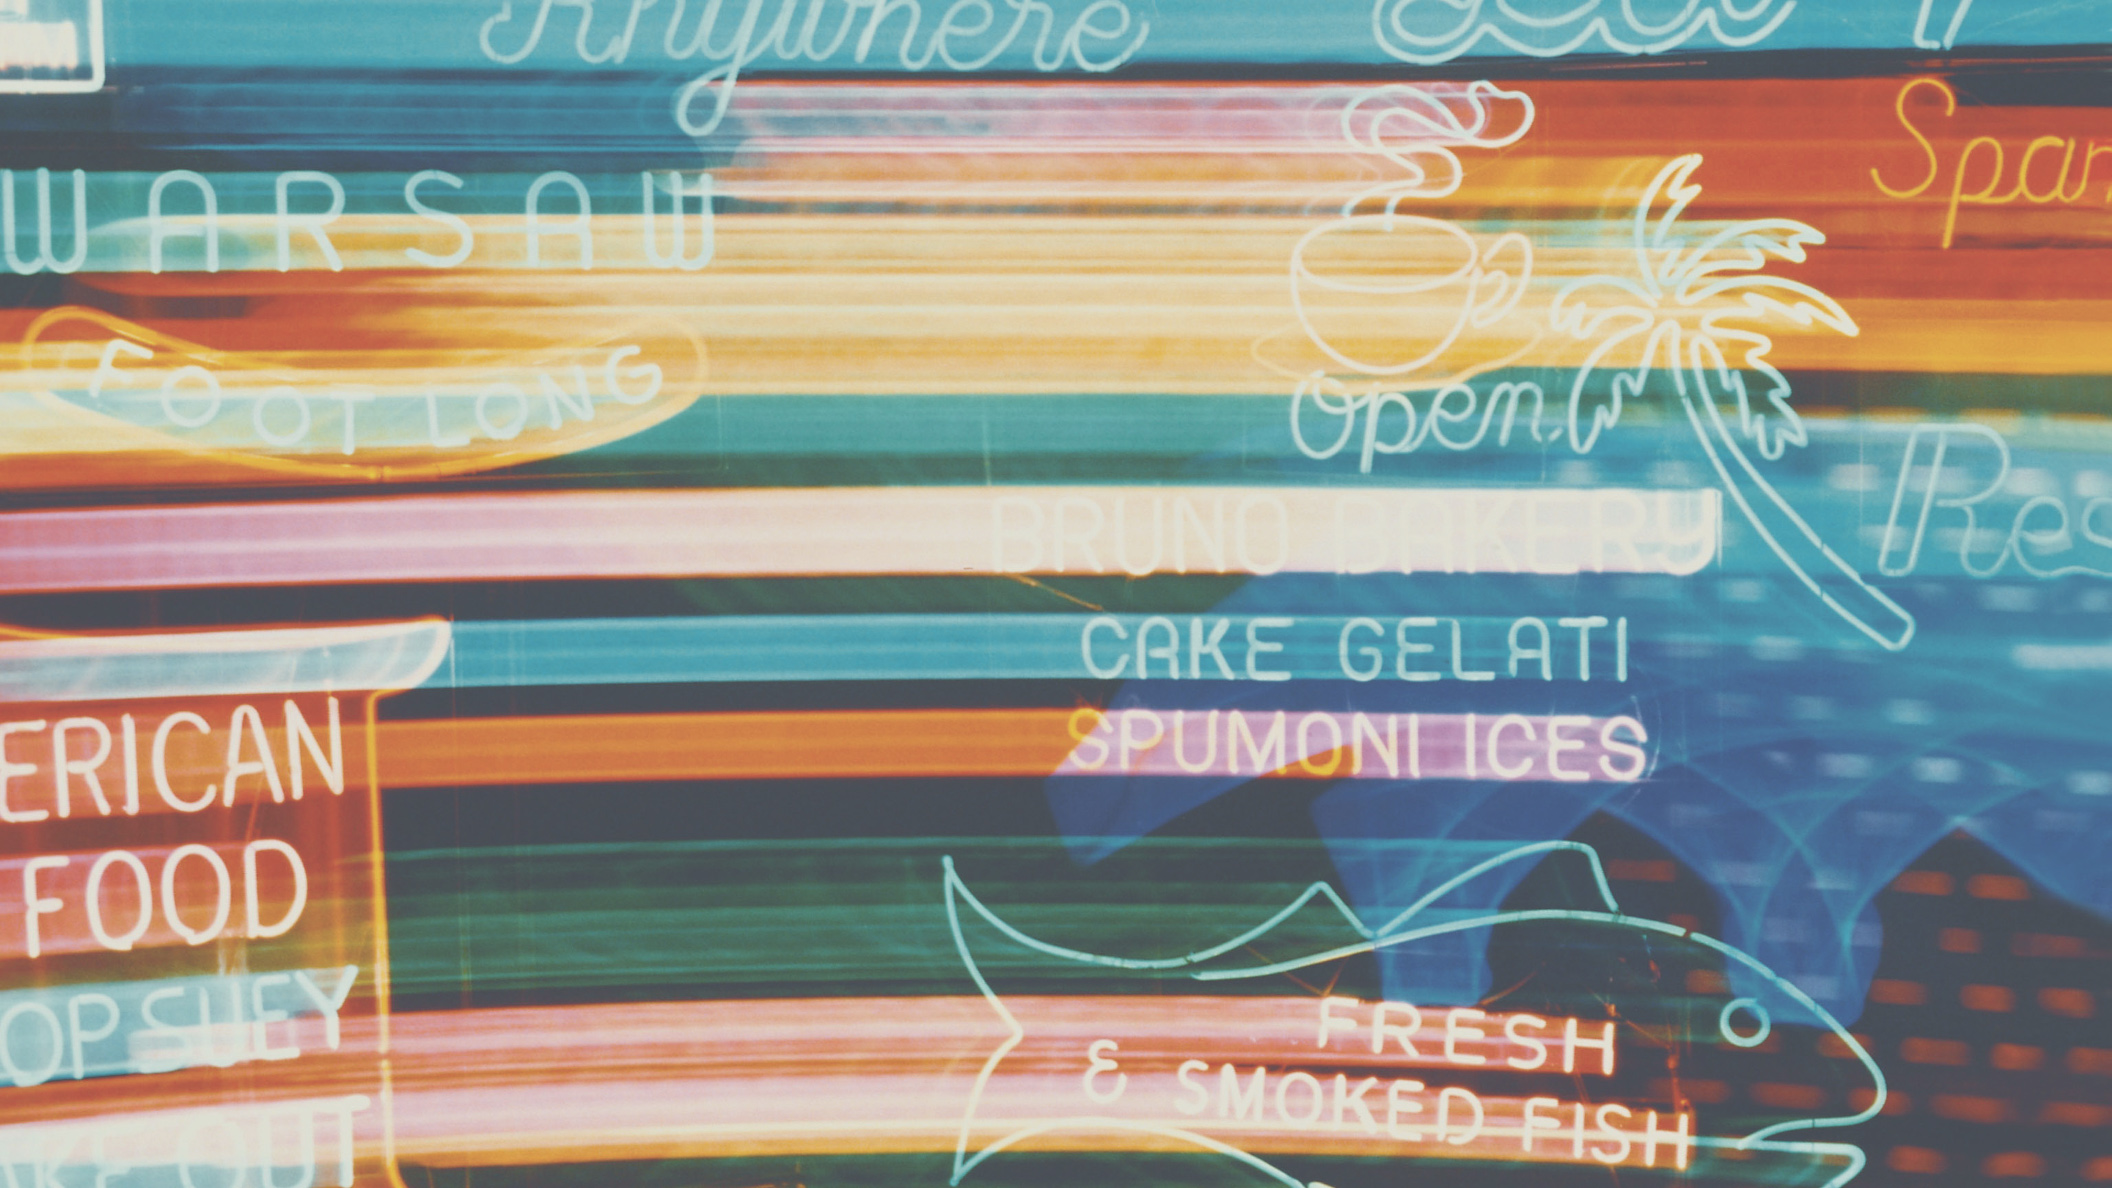 Anywhere
WARSAW
FOOT LONG
Open
BRUNO BAKERY
CAKE GELATI
SPUMONI ICES
ERICAN
FOOD
OP SUEY
AKE OUT
FRESH
& SMOKED FISH
Span
Res